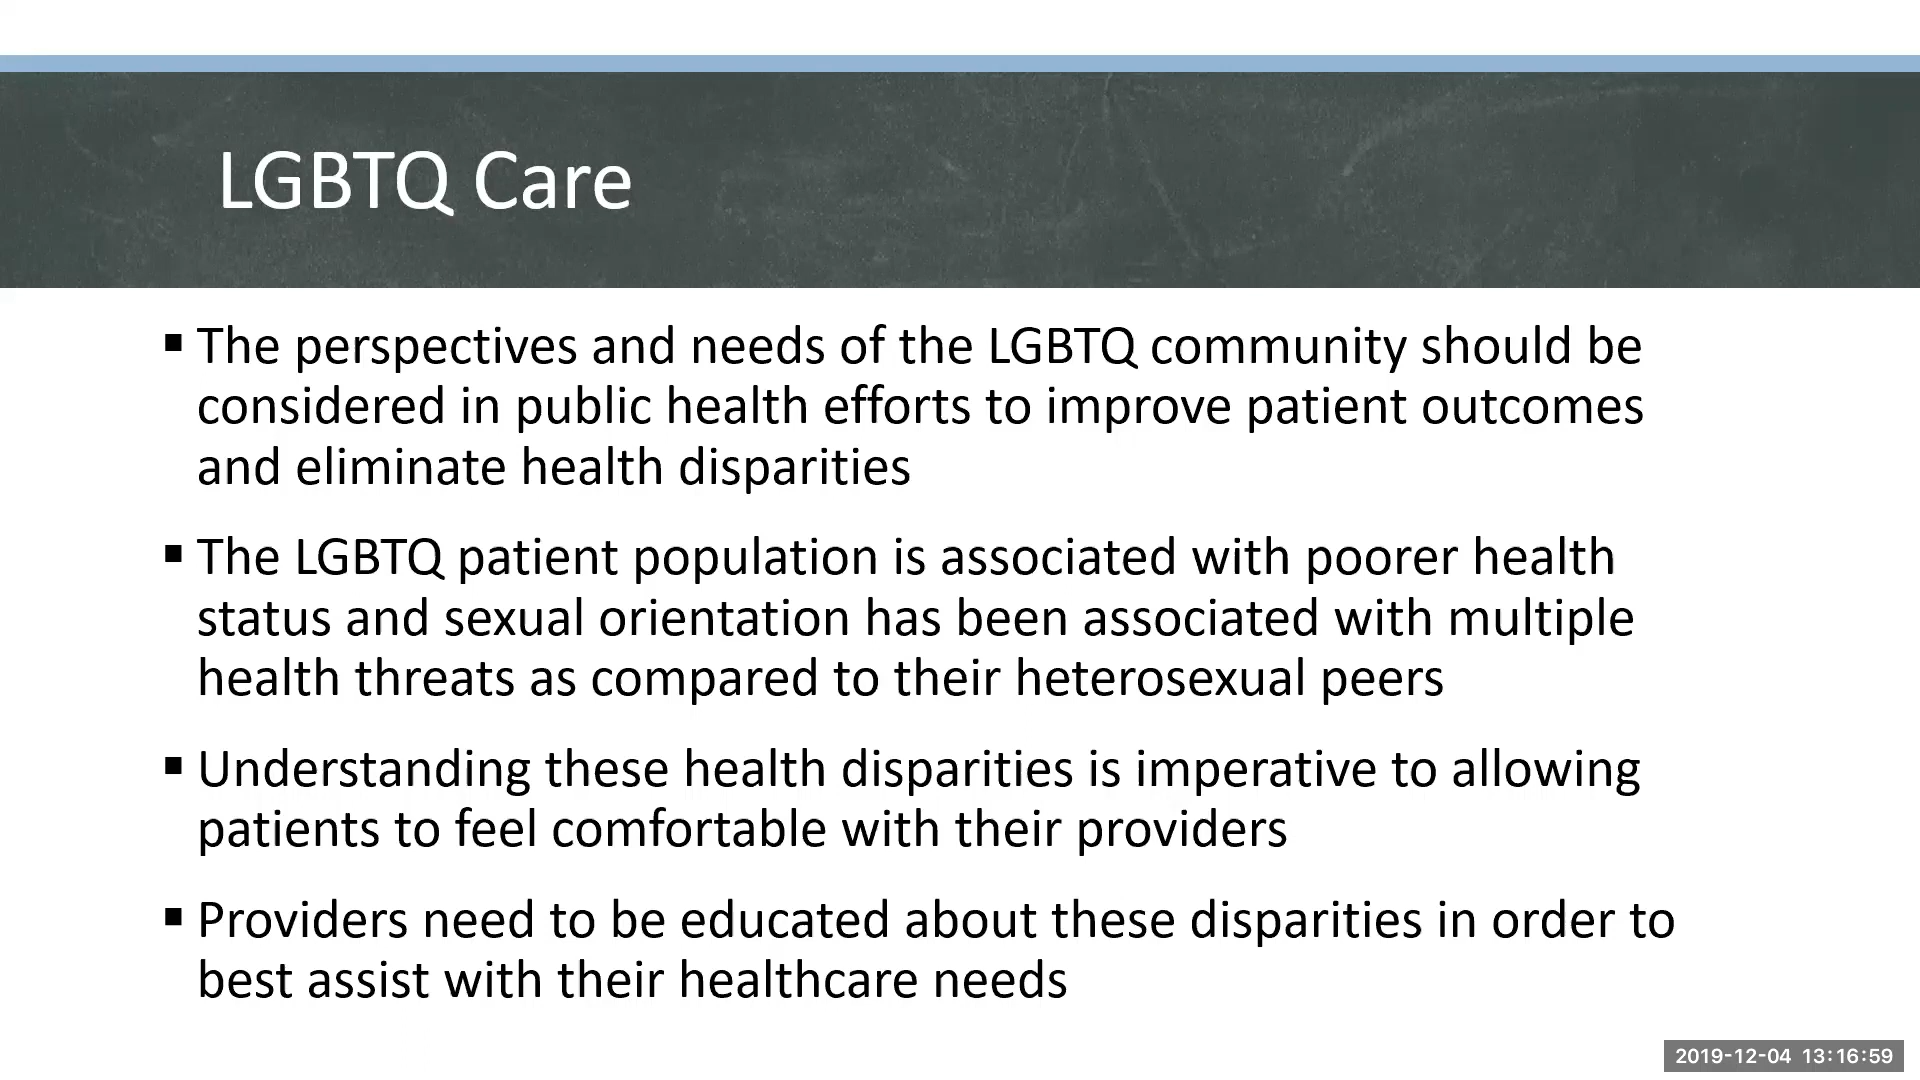 LGBTQ Care
▪ The perspectives and needs of the LGBTQ community should be
considered in public health efforts to improve patient outcomes
and eliminate health disparities
▪ The LGBTQ patient population is associated with poorer health
status and sexual orientation has been associated with multiple
health threats as compared to their heterosexual peers
▪ Understanding these health disparities is imperative to allowing
patients to feel comfortable with their providers
▪ Providers need to be educated about these disparities in order to
best assist with their healthcare needs
2019-12-04 13:16:59